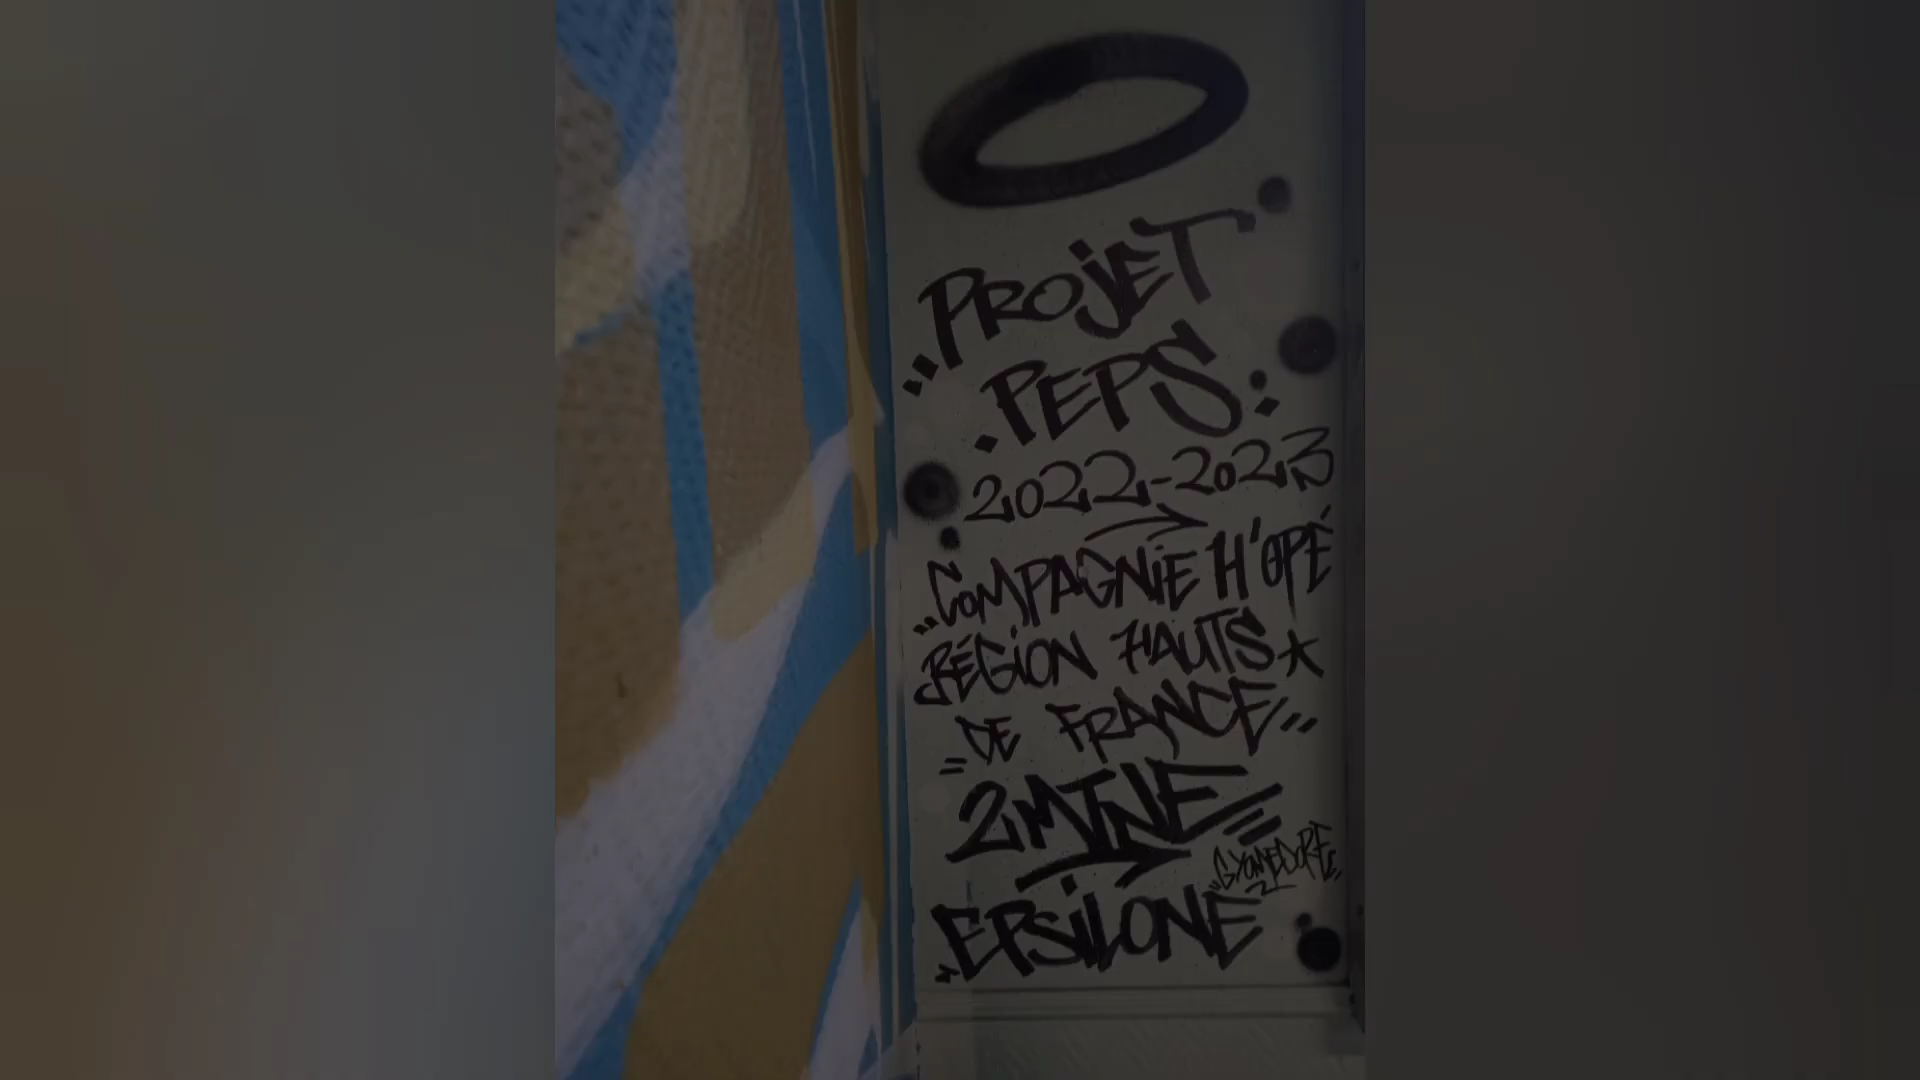 PROJET
PEPS
2022-2023
COMPAGNIE H'OPÉ
RÉGION HAUTS
DE FRANCE
2MINE
EPSILONE